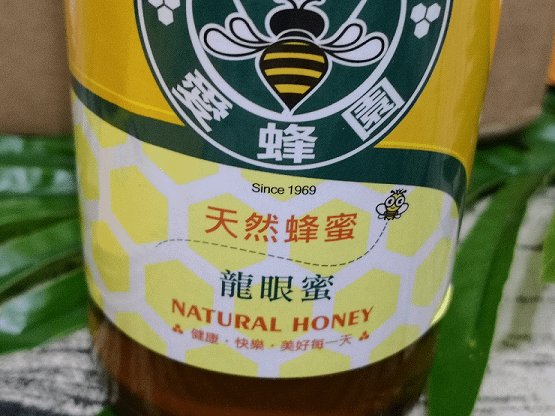 愛蜂園
Since 1969
天然蜂蜜
龍眼蜜
NATURAL HONEY
健康・快樂・美好每一天